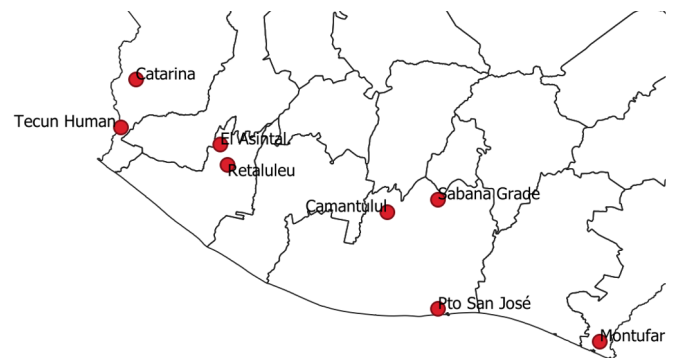 Catarina
Tecun Human
El Asintal
Retaluleu
Sabana Grade
Camantulul
Pto San José
Montufar